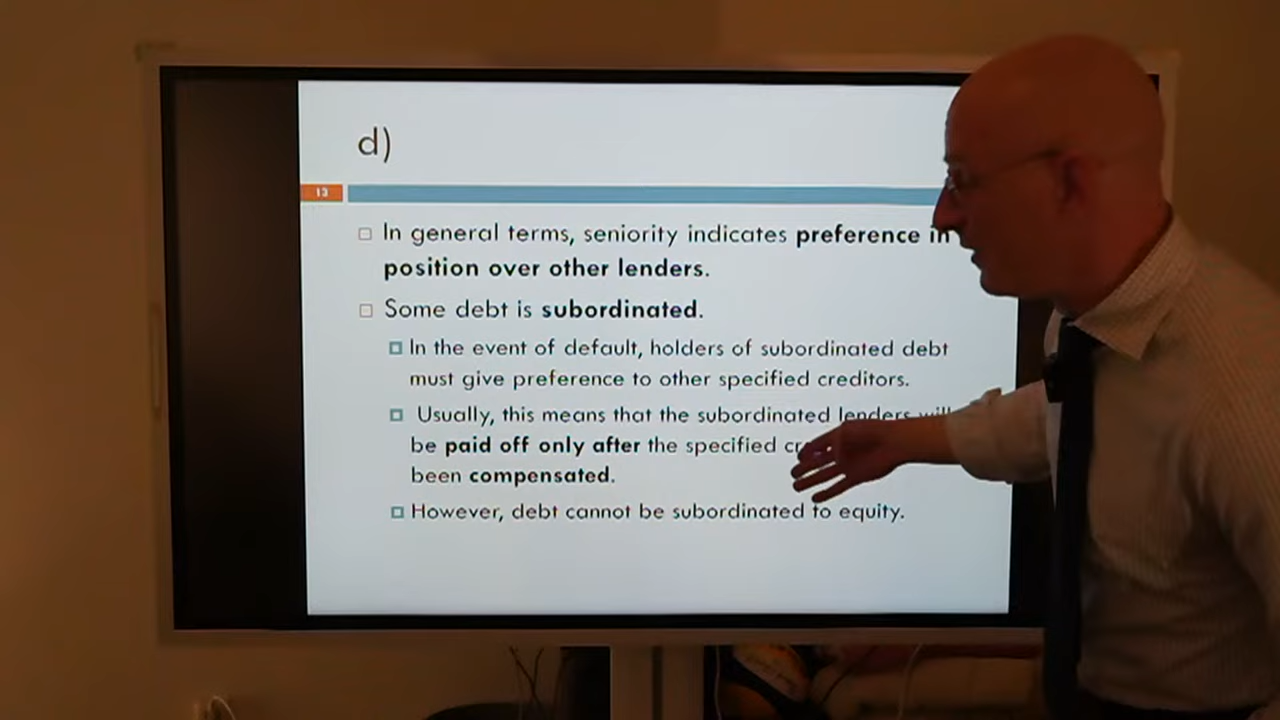 d)
13
In general terms, seniority indicates preference in
position over other lenders.
Some debt is subordinated.
In the event of default, holders of subordinated debt
must give preference to other specified creditors.
Usually, this means that the subordinated lenders will
be paid off only after the specified
been compensated.
However, debt cannot be subordinated to equity.